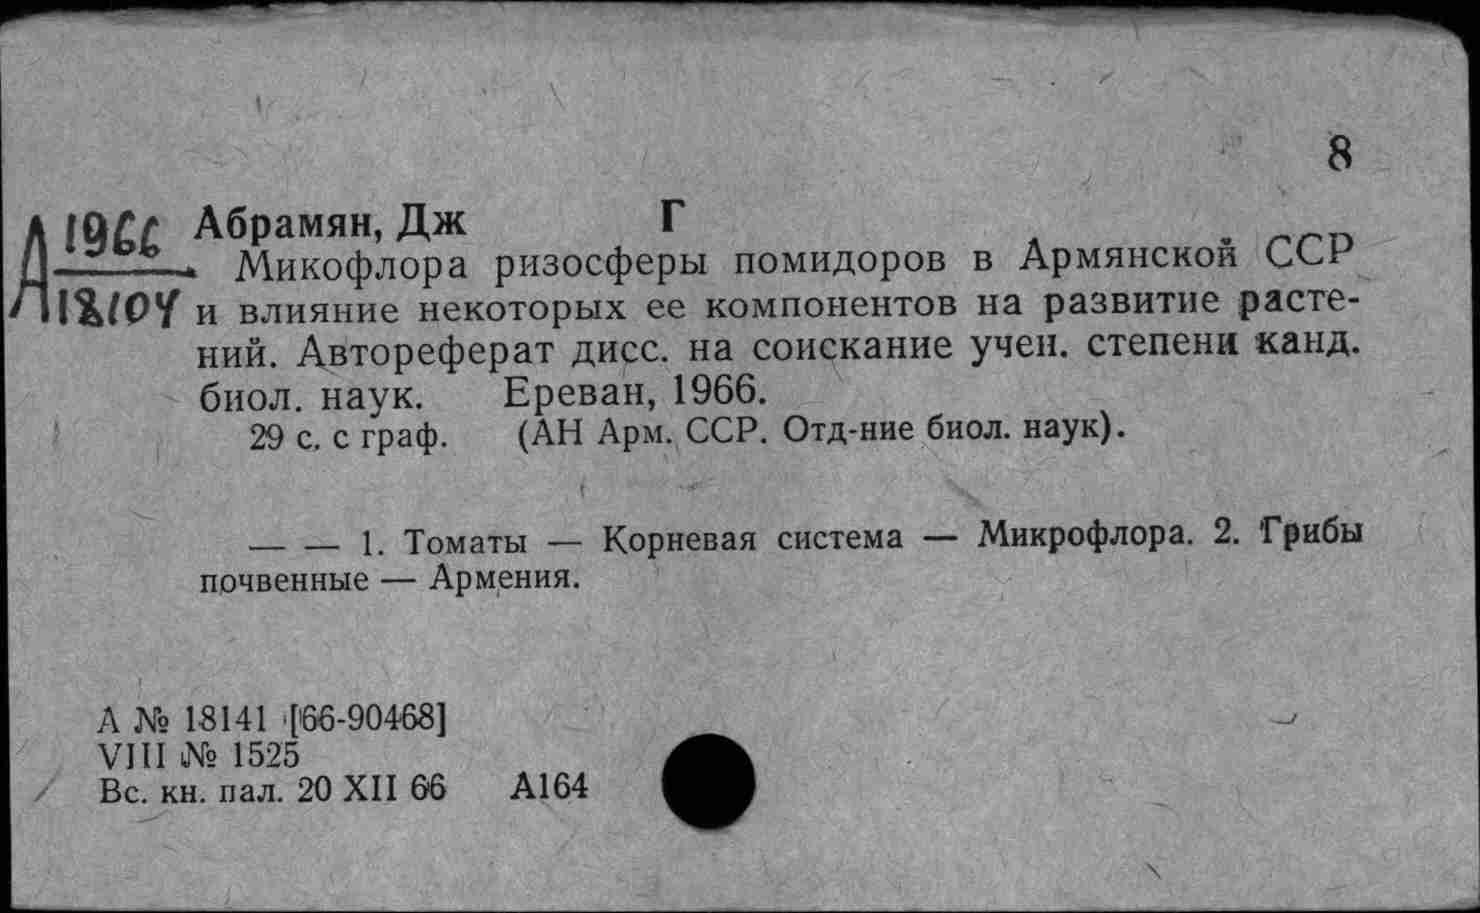 8
А 1966 Абрамян, Дж Г
18104
Микофлора ризосферы помидоров в Армянской ССР
и влияние некоторых ее компонентов на развитие расте-
ний. Автореферат дисс. на соискание учен. степени канд.
биол. наук. Ереван, 1966.
29 с. с граф. (АН Арм. ССР. Отд-ние биол. наук).
— — 1. Томаты — Корневая система — Микрофлора. 2. Грибы
почвенные — Армения.
А № 18141 [66-90468]
VIII № 1525
Вс. кн. пал. 20 XII 66 А164